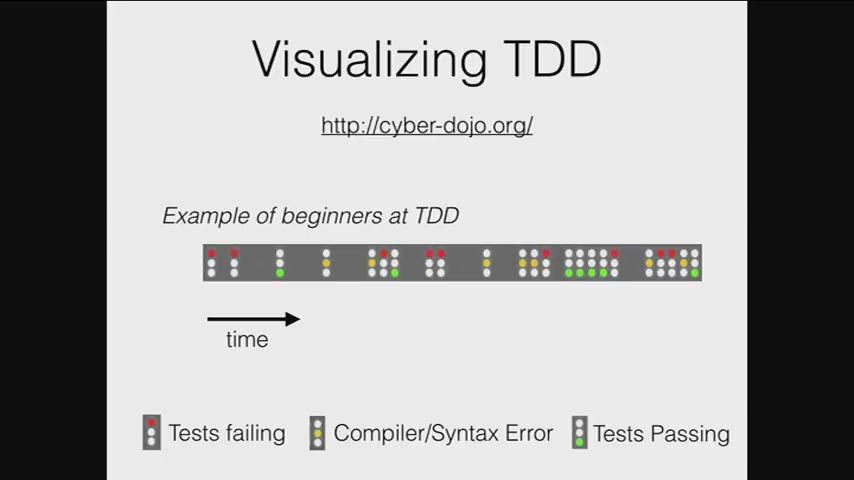 Visualizing TDD
http://cyber-dojo.org/
Example of beginners at TDD
time
Tests failing
Compiler/Syntax Error
Tests Passing